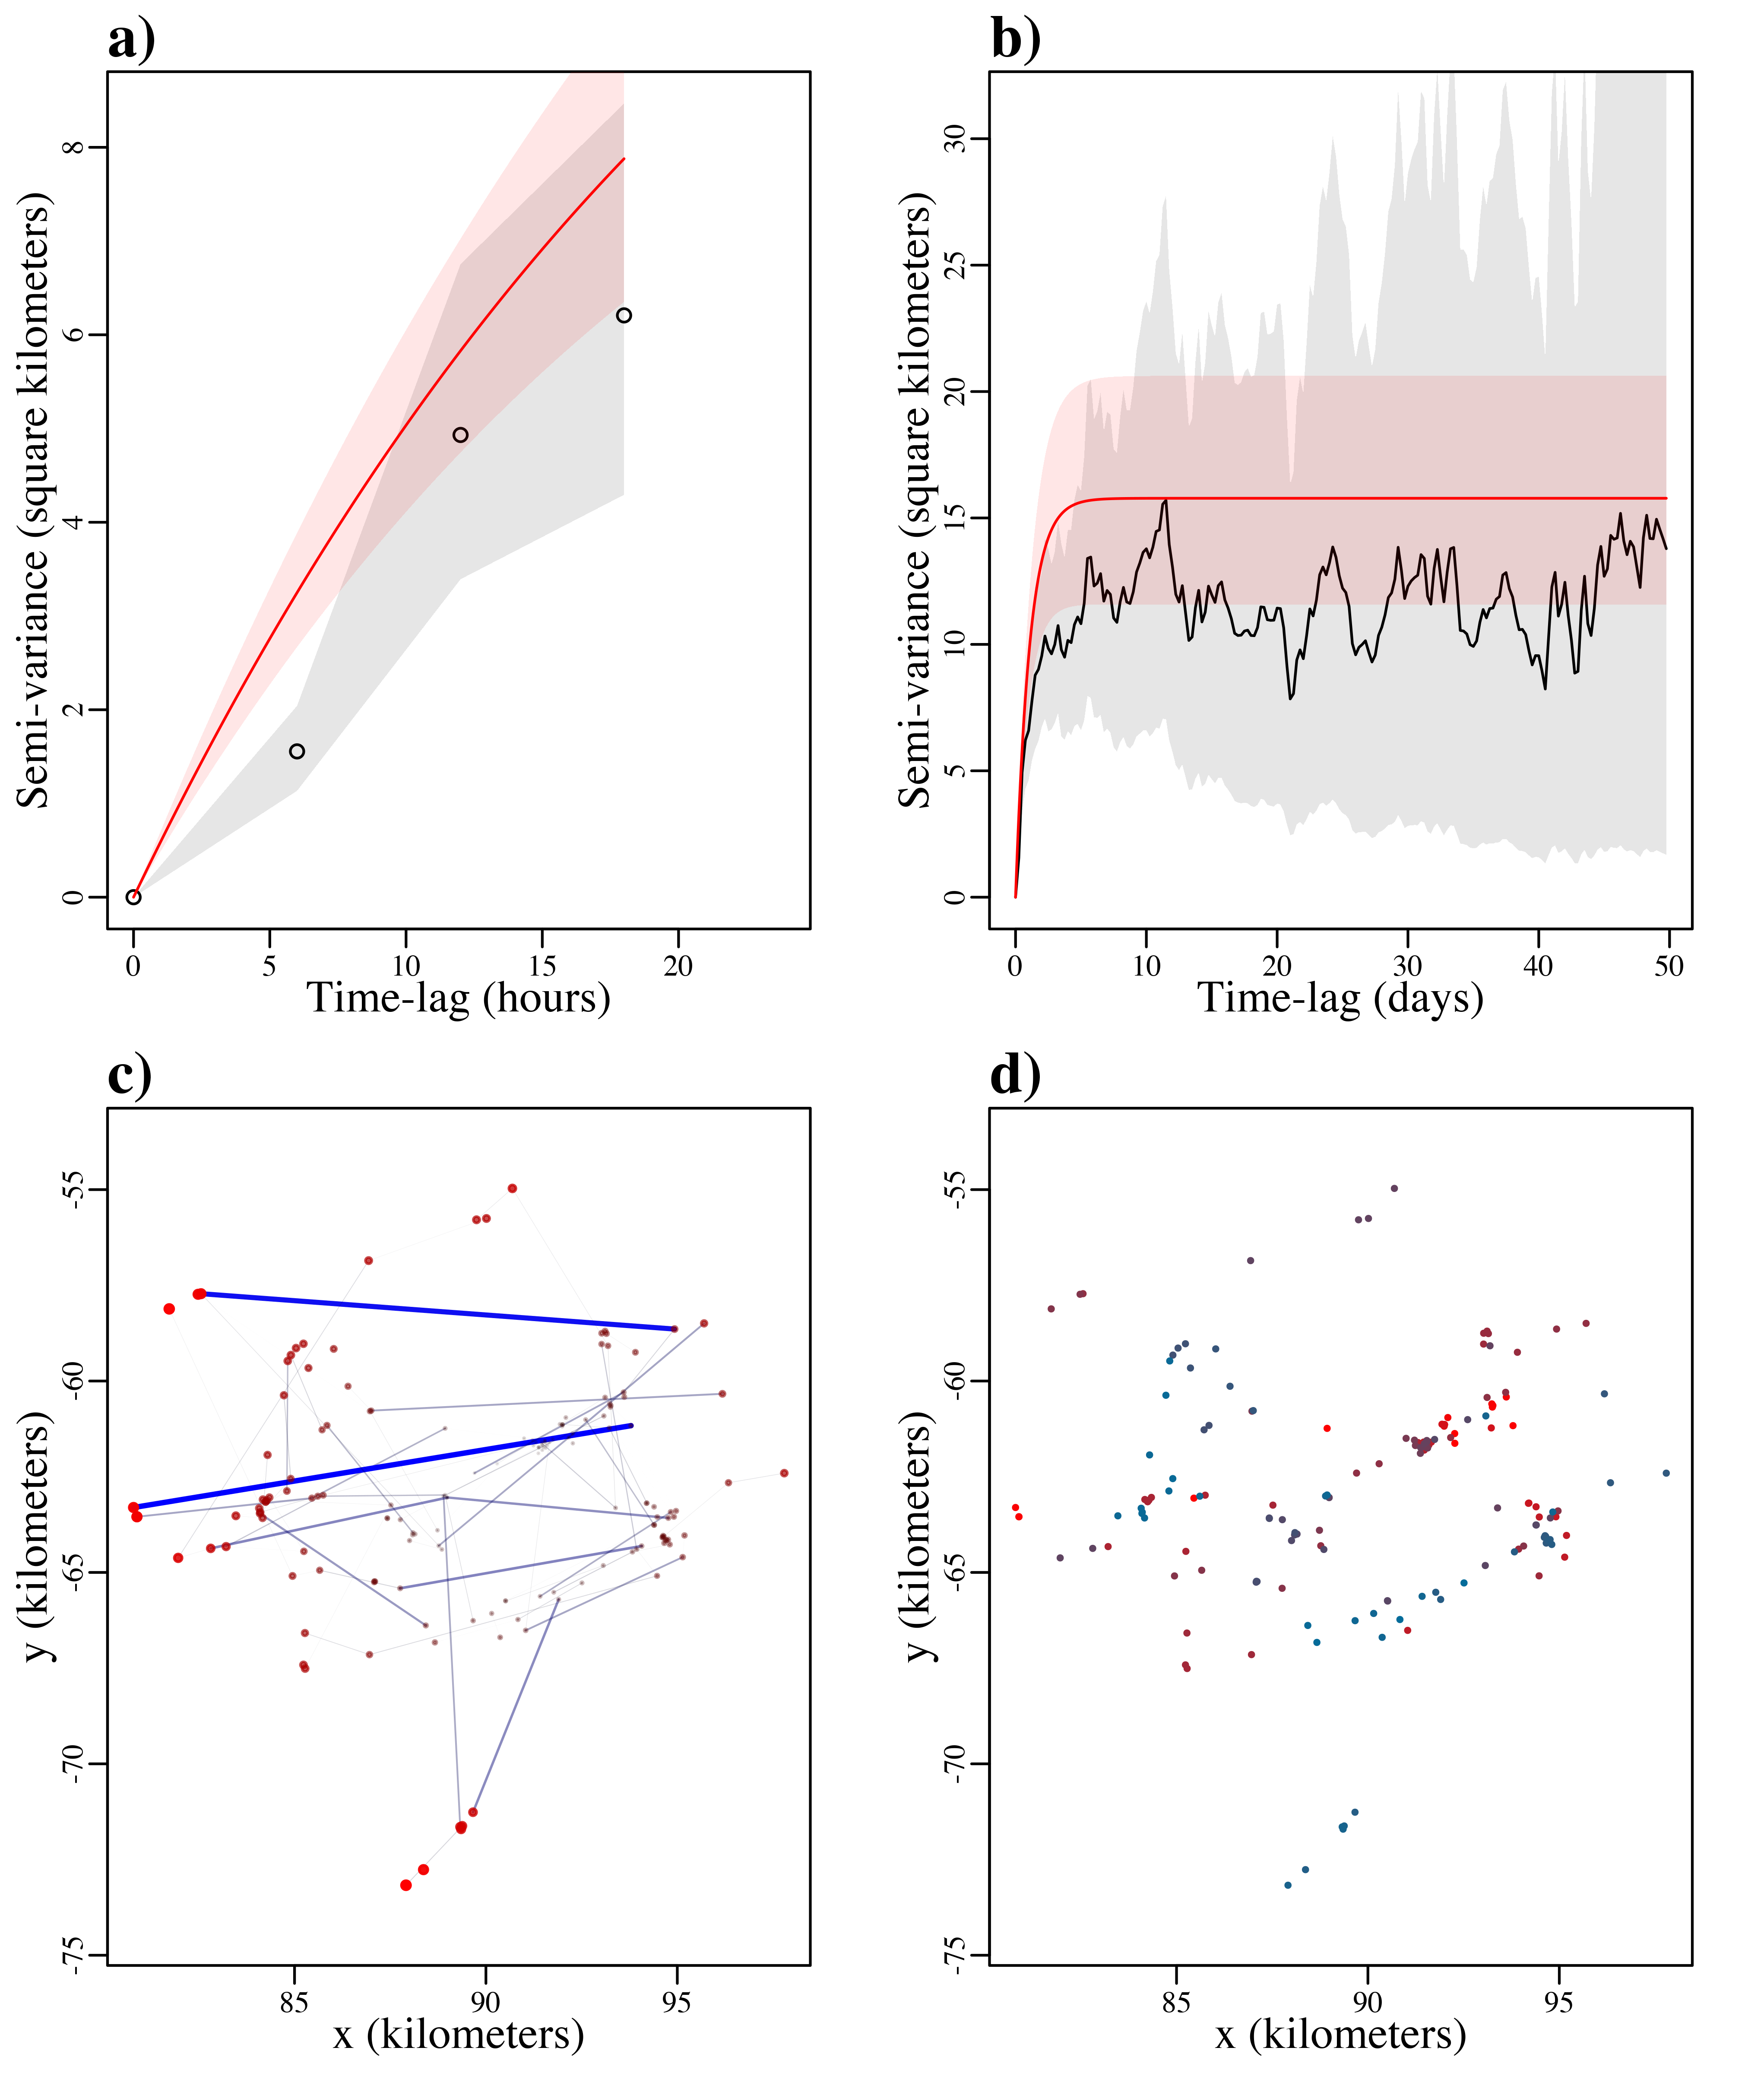 a)
Semi-variance (square kilometers)
8
6
4
2
0
0 5 10 15 20
Time-lag (hours)
b)
Semi-variance (square kilometers)
30
25
20
15
10
5
0
0 10 20 30 40 50
Time-lag (days)
c)
y (kilometers)
-55
-60
-65
-70
-75
85 90 95
x (kilometers)
d)
y (kilometers)
-55
-60
-65
-70
-75
85 90 95
x (kilometers)